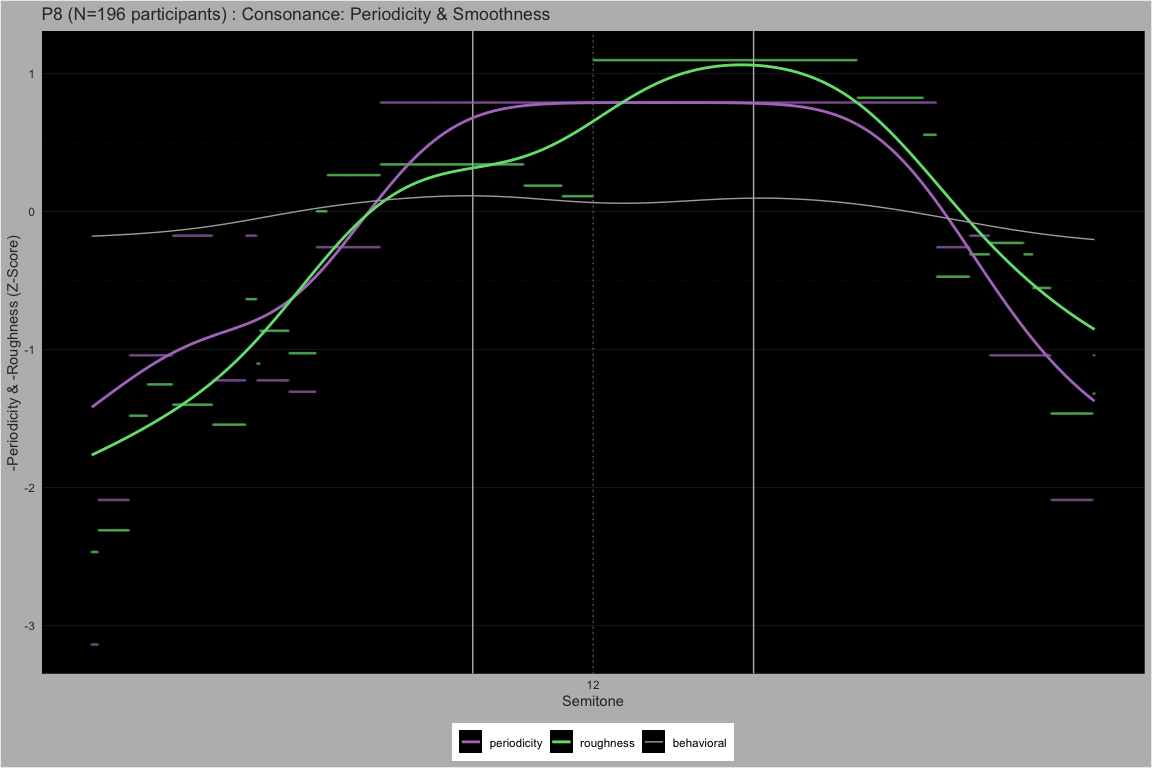 P8 (N=196 participants) : Consonance: Periodicity & Smoothness
-Periodicity & -Roughness (Z-Score)
1
0
-1
-2
-3
12
Semitone
periodicity roughness behavioral